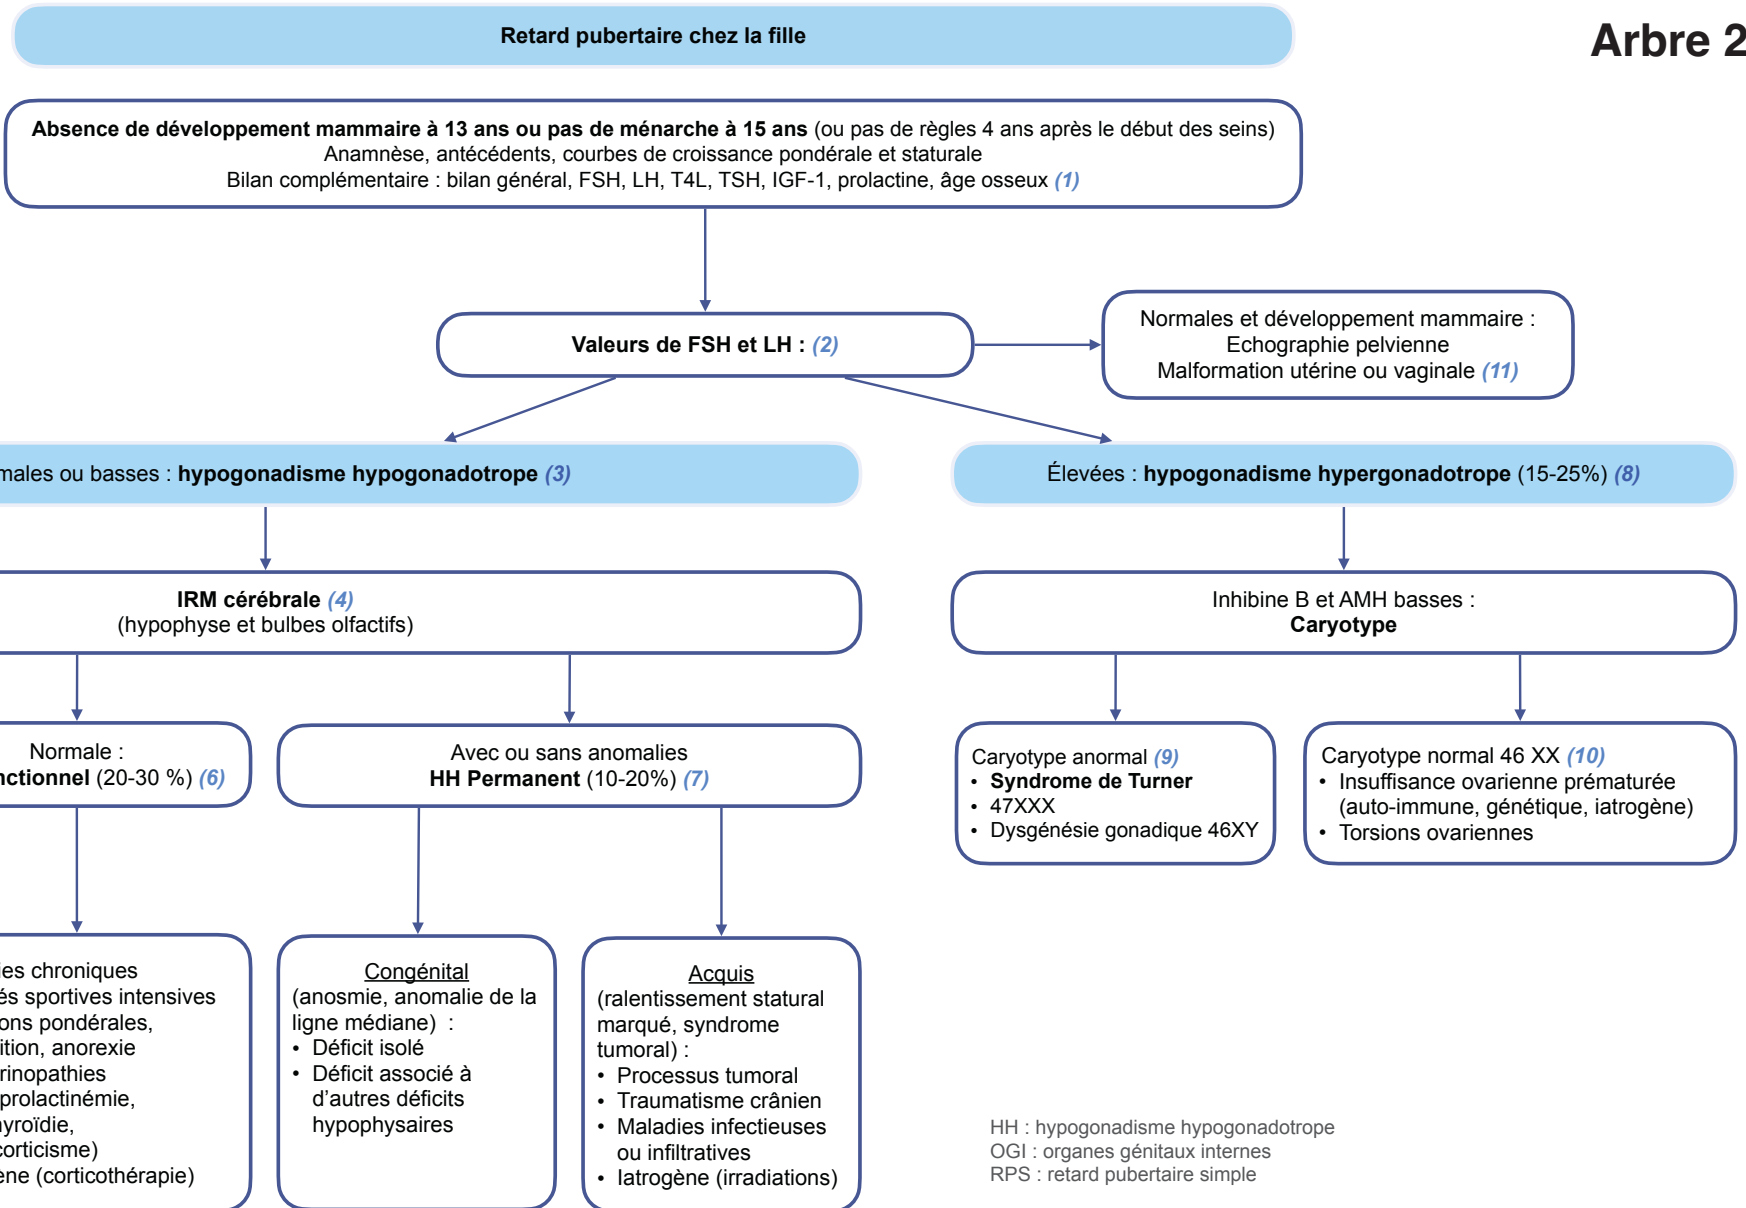 Retard pubertaire chez la fille
Arbre 2
Absence de développement mammaire à 13 ans ou pas de ménarche à 15 ans (ou pas de règles 4 ans après le début des seins)
Anamnèse, antécédents, courbes de croissance pondérale et staturale
Bilan complémentaire : bilan général, FSH, LH, T4L, TSH, IGF-1, prolactine, âge osseux (1)
Valeurs de FSH et LH : (2)
Normales et développement mammaire :
Echographie pelvienne
Malformation utérine ou vaginale (11)
males ou basses : hypogonadisme hypogonadotrope (3)
Élevées : hypogonadisme hypergonadotrope (15-25%) (8)
IRM cérébrale (4)
(hypophyse et bulbes olfactifs)
Inhibine B et AMH basses :
Caryotype
Normale :
nctionnel (20-30 %) (6)
Avec ou sans anomalies
HH Permanent (10-20%) (7)
Caryotype anormal (9)
• Syndrome de Turner
• 47XXX
• Dysgénésie gonadique 46XY
Caryotype normal 46 XX (10)
• Insuffisance ovarienne prématurée
(auto-immune, génétique, iatrogène)
• Torsions ovariennes
ies chroniques
és sportives intensives
ons pondérales,
ition, anorexie
rinopathies
prolactinémie,
yroïdie,
corticisme)
ène (corticothérapie)
Congénital
(anosmie, anomalie de la
ligne médiane) :
• Déficit isolé
• Déficit associé à
d'autres déficits
hypophysaires
Acquis
(ralentissement statural
marqué, syndrome
tumoral) :
• Processus tumoral
• Traumatisme crânien
• Maladies infectieuses
ou infiltratives
• Iatrogène (irradiations)
HH : hypogonadisme hypogonadotrope
OGI : organes génitaux internes
RPS : retard pubertaire simple